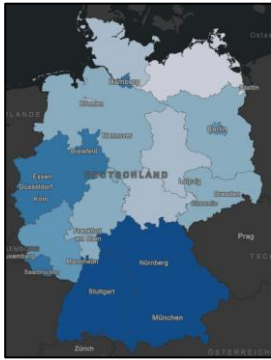 Hamburg
Bremen
Hannover
Berlin
Bielefeld
DEUTSCHLAND
Essen
Düsseldorf
Köln
Leipzig
Dresden
Chemnitz
Frankfurt
am Main
Mannheim
Saarbrücken
Nürnberg
Stuttgart
München
Prag
Zürich
ÖSTERREICH